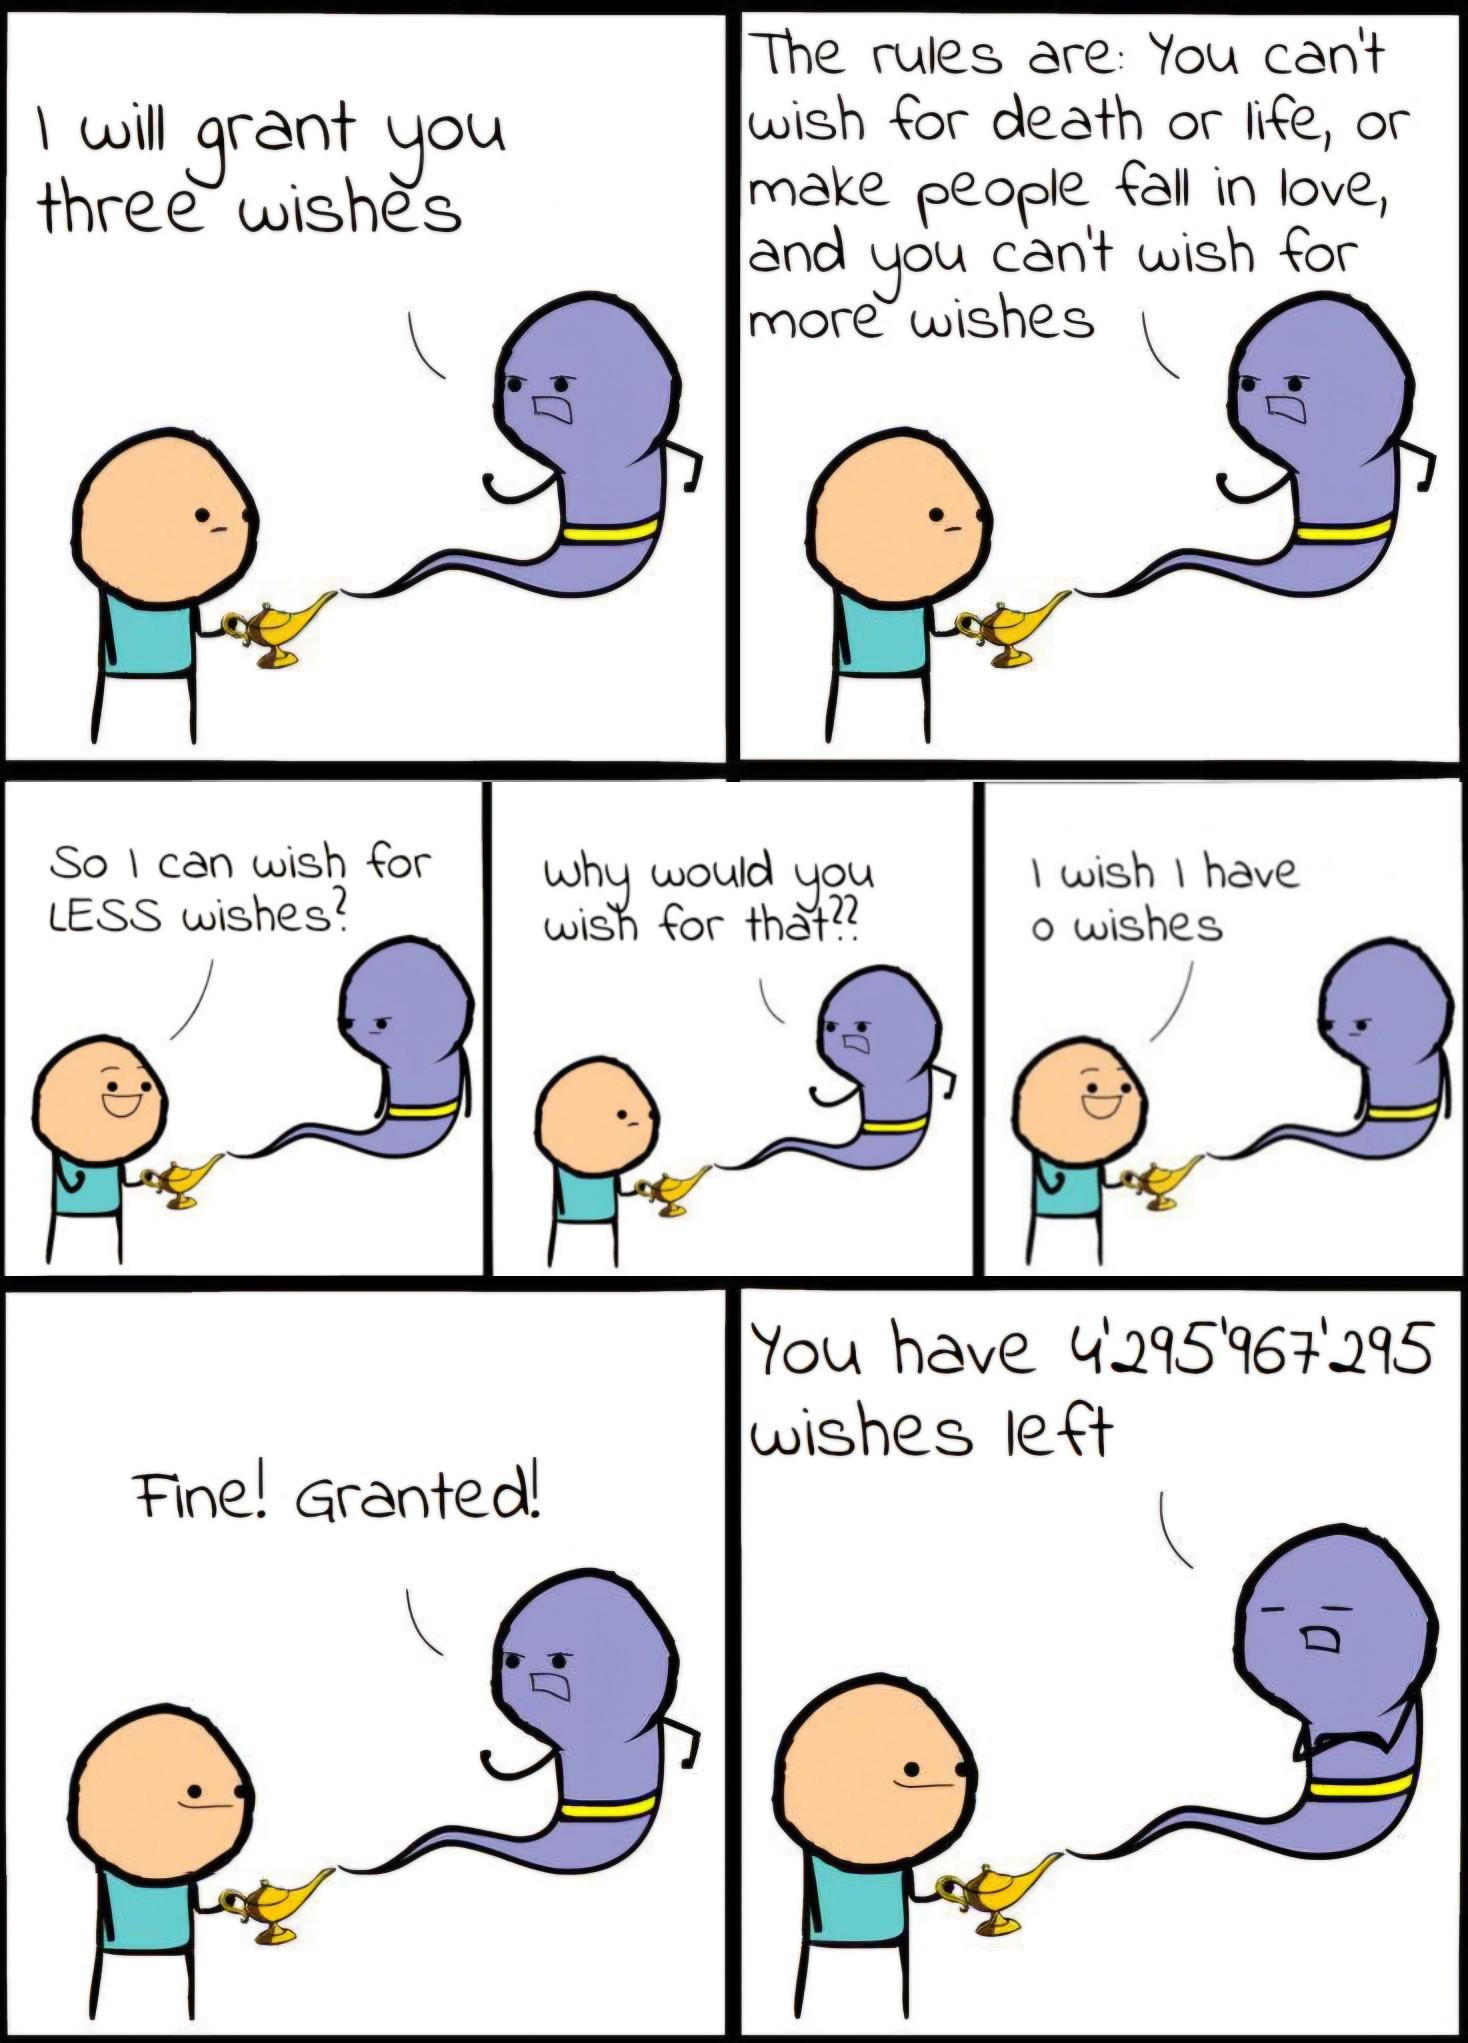 I will grant you
three wishes
The rules are: You can't
wish for death or life, or
make people fall in love,
and you can't wish for
more wishes
So I can wish for
LESS wishes?
Why would you
wish for that??
I wish I have
0 wishes
Fine! Granted!
You have 4'295'967'295
wishes left